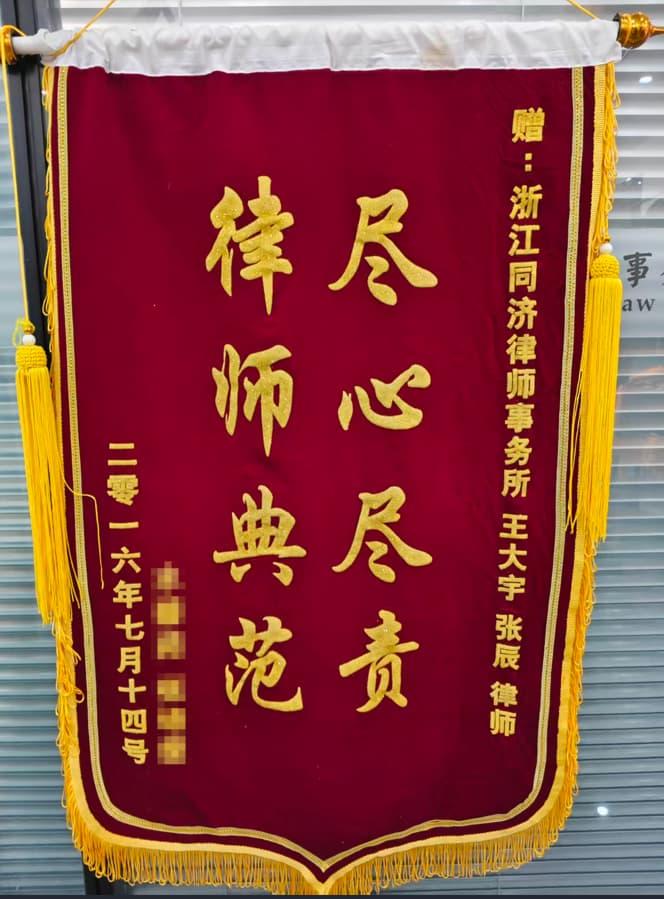 赠：浙江同济律师事务所 王大宇 张辰 律师
尽心尽责
律师典范
二零一六年七月十四号
事
aw